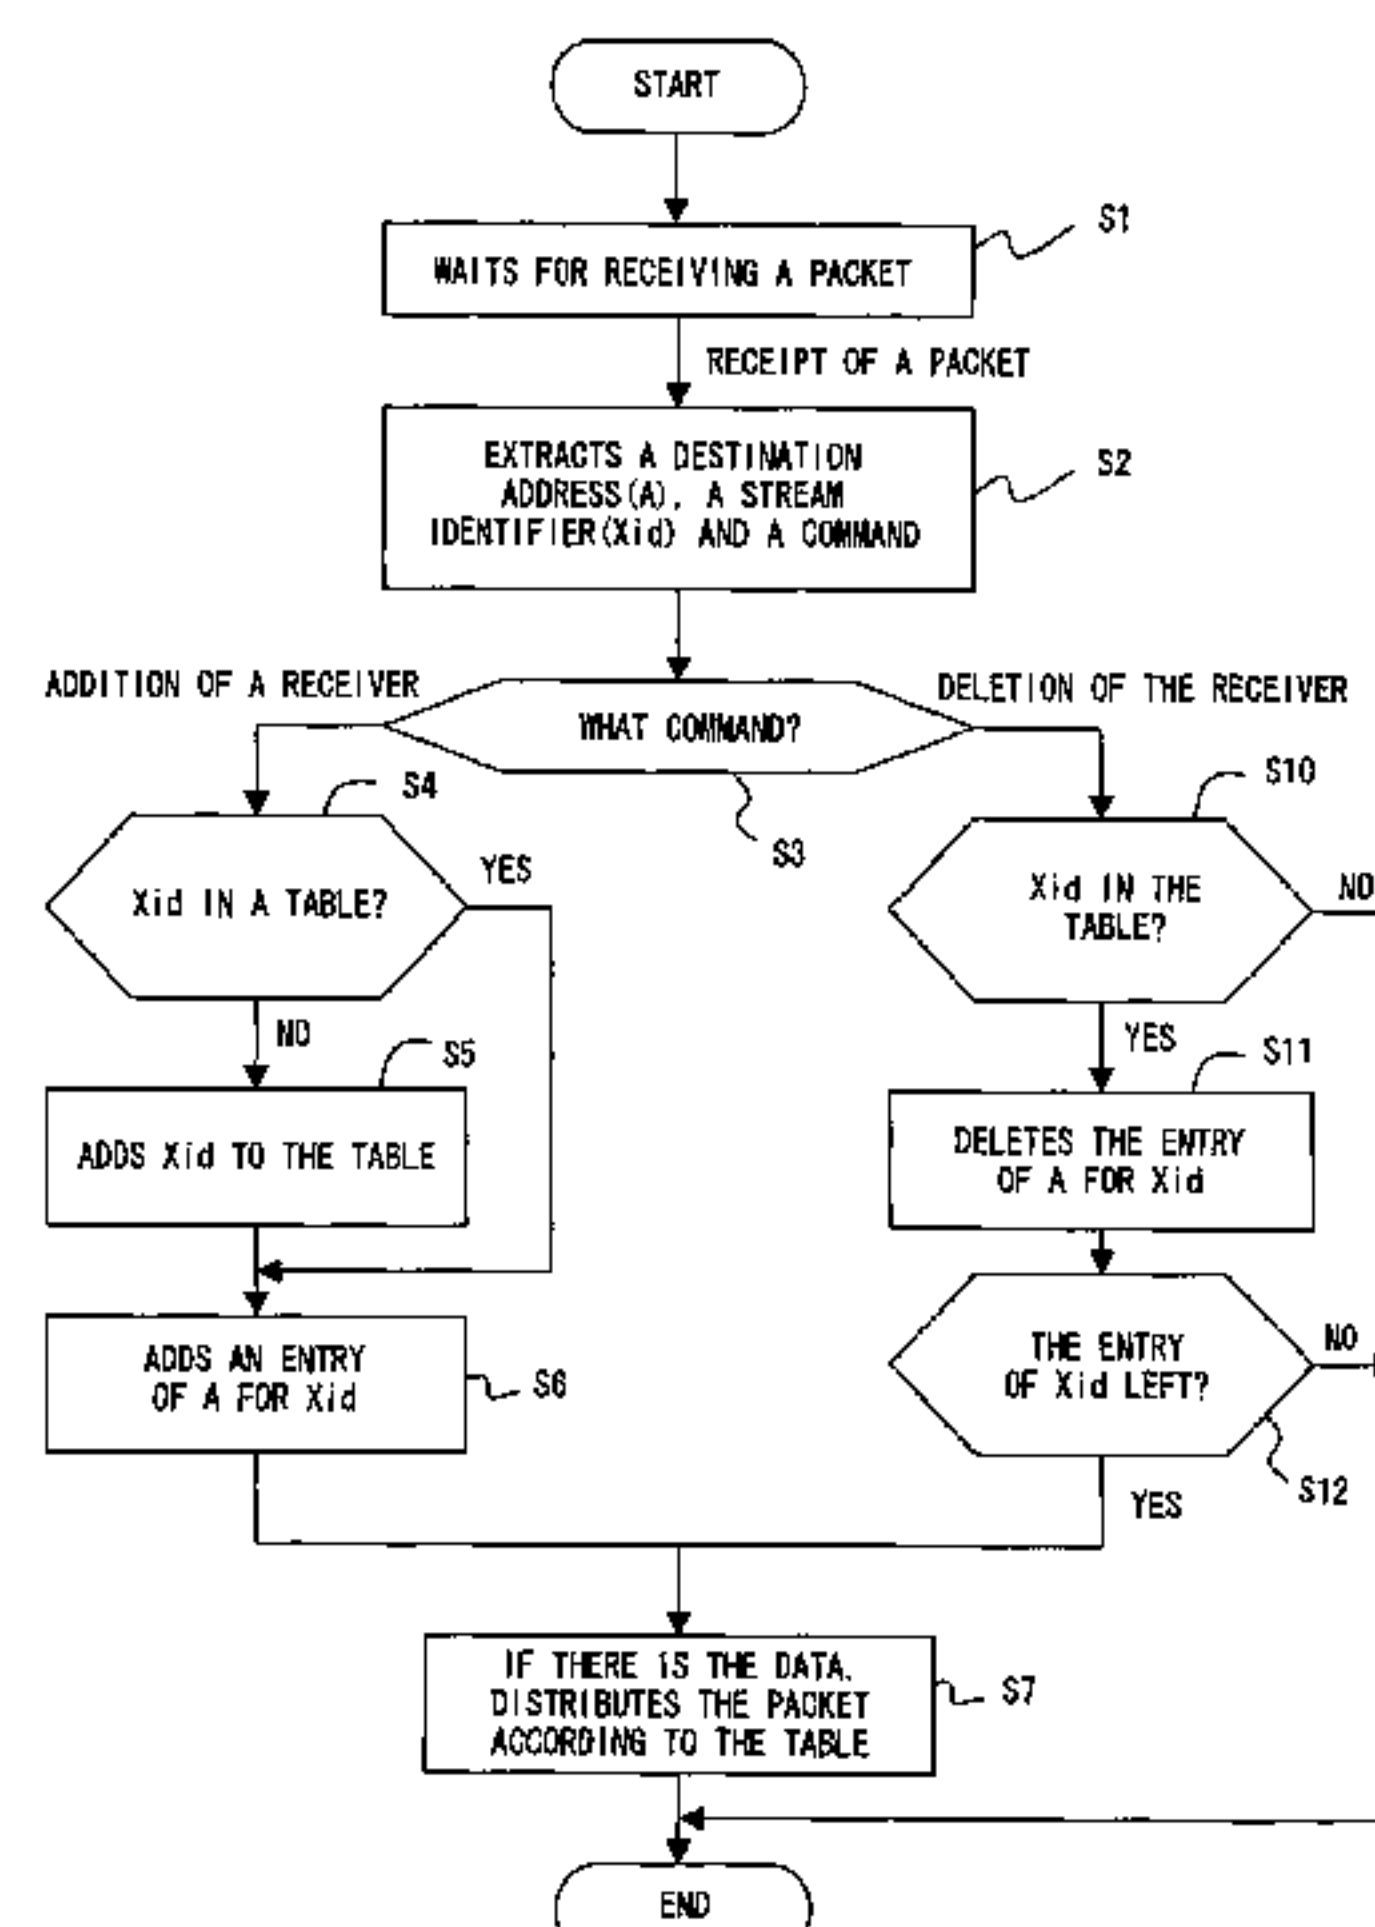 START
S1
WAITS FOR RECEIVING A PACKET
RECEIPT OF A PACKET
EXTRACTS A DESTINATION
ADDRESS(A), A STREAM
IDENTIFIER(Xid) AND A COMMAND
S2
ADDITION OF A RECEIVER
DELETION OF THE RECEIVER
WHAT COMMAND?
S3
S4
Xid IN A TABLE?
YES
NO
S5
ADDS Xid TO THE TABLE
ADDS AN ENTRY
OF A FOR Xid
S6
S10
Xid IN THE
TABLE?
NO
YES
S11
DELETES THE ENTRY
OF A FOR Xid
THE ENTRY
OF Xid LEFT?
NO
S12
YES
IF THERE IS THE DATA,
DISTRIBUTES THE PACKET
ACCORDING TO THE TABLE
S7
END